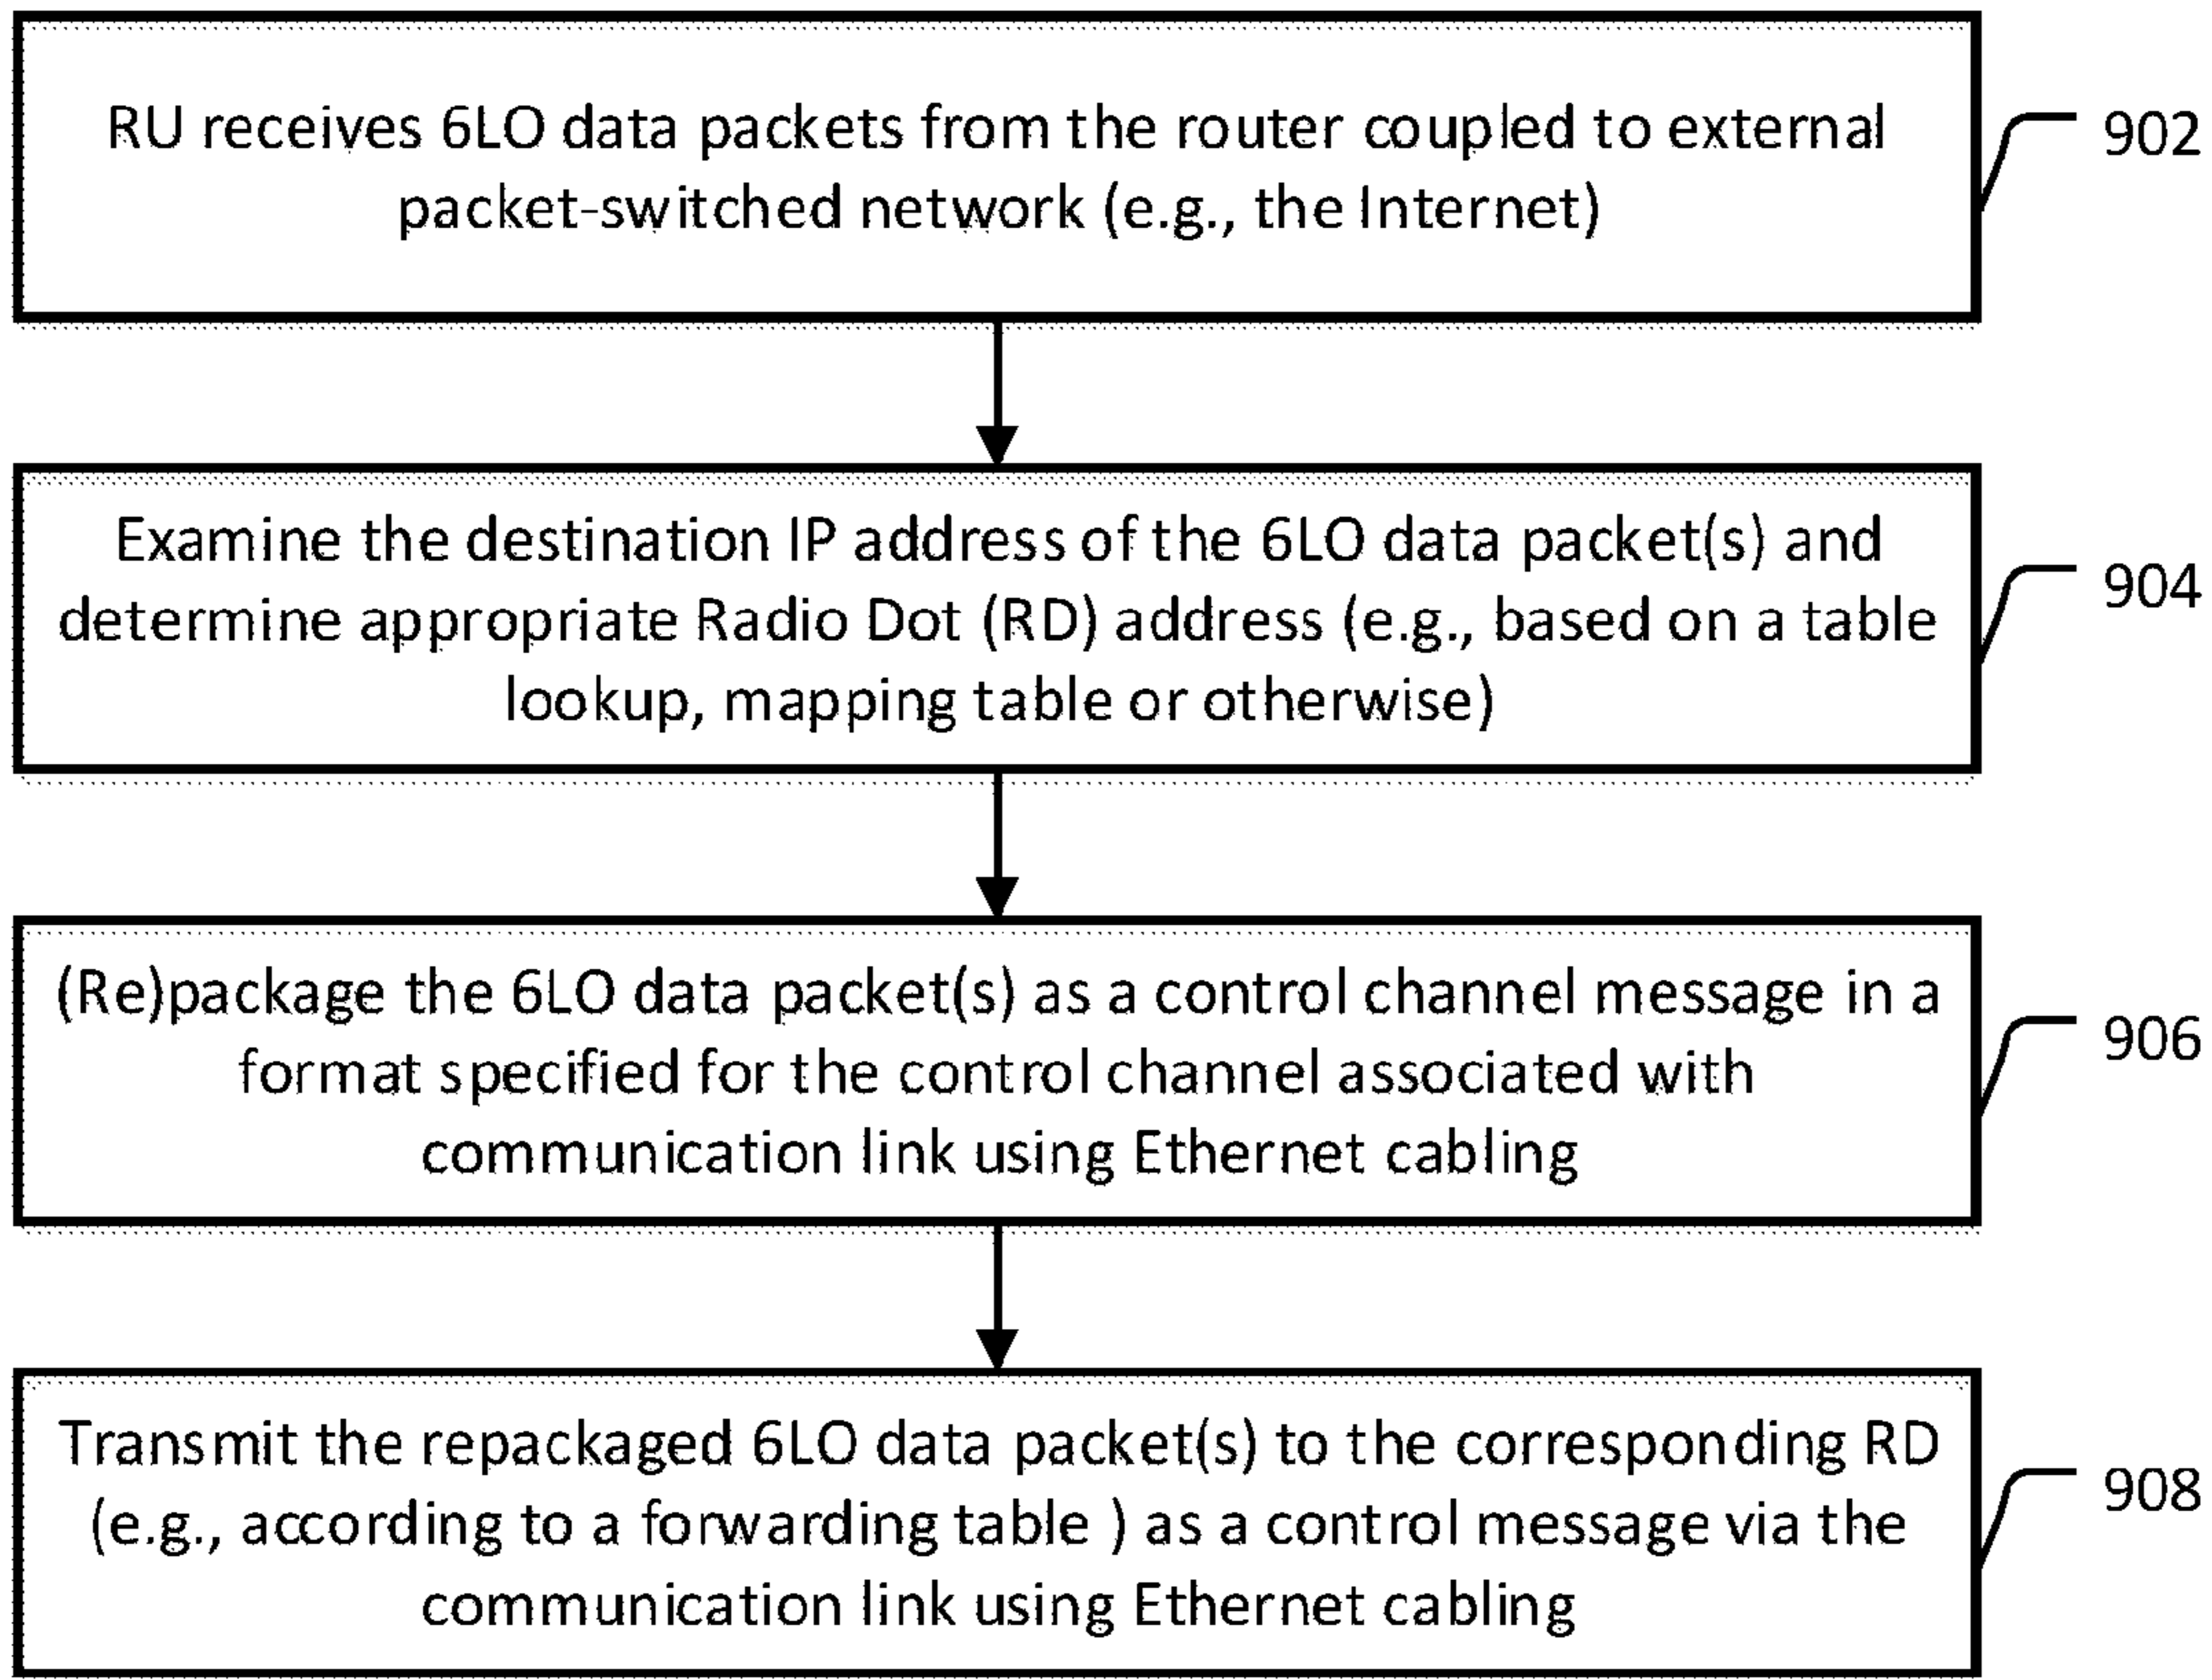 RU receives 6LO data packets from the router coupled to external
packet-switched network (e.g., the Internet)
902
Examine the destination IP address of the 6LO data packet(s) and
determine appropriate Radio Dot (RD) address (e.g., based on a table
lookup, mapping table or otherwise)
904
(Re)package the 6LO data packet(s) as a control channel message in a
format specified for the control channel associated with
communication link using Ethernet cabling
906
Transmit the repackaged 6LO data packet(s) to the corresponding RD
(e.g., according to a forwarding table ) as a control message via the
communication link using Ethernet cabling
908